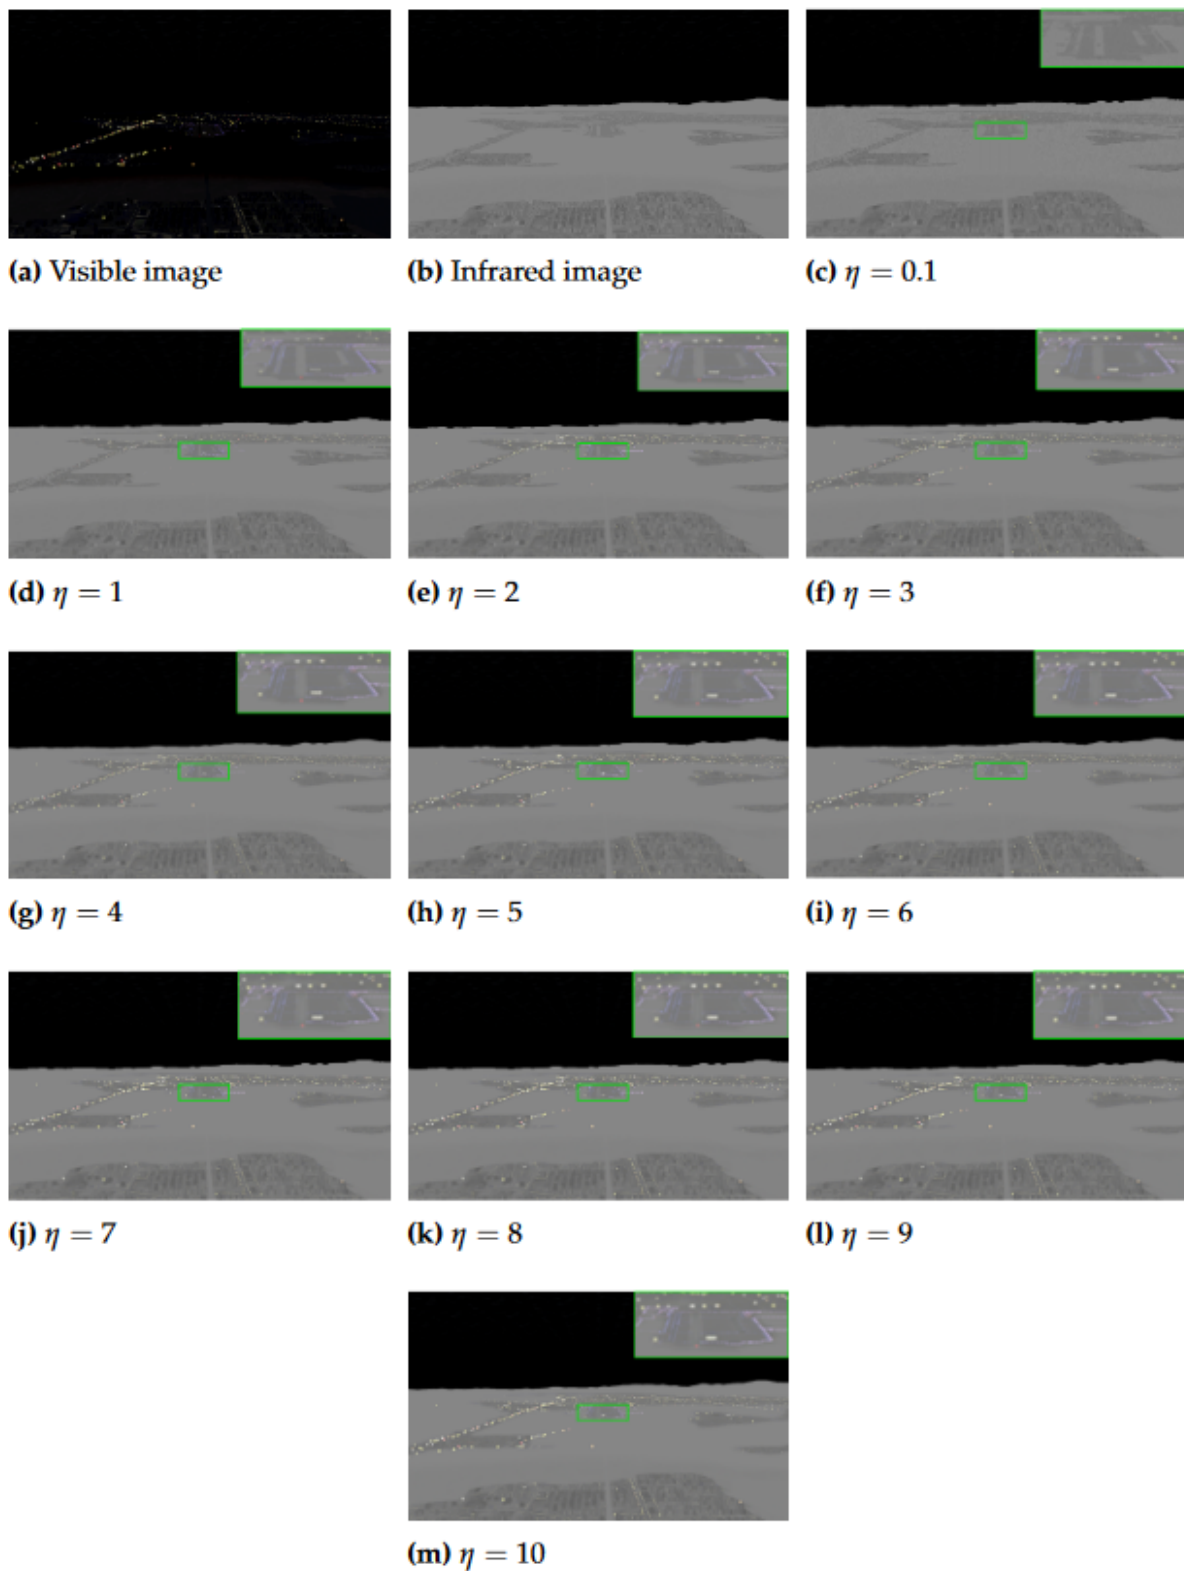 (a) Visible image
(b) Infrared image
(c) η = 0.1
(d) η = 1
(e) η = 2
(f) η = 3
(g) η = 4
(h) η = 5
(i) η = 6
(j) η = 7
(k) η = 8
(l) η = 9
(m) η = 10